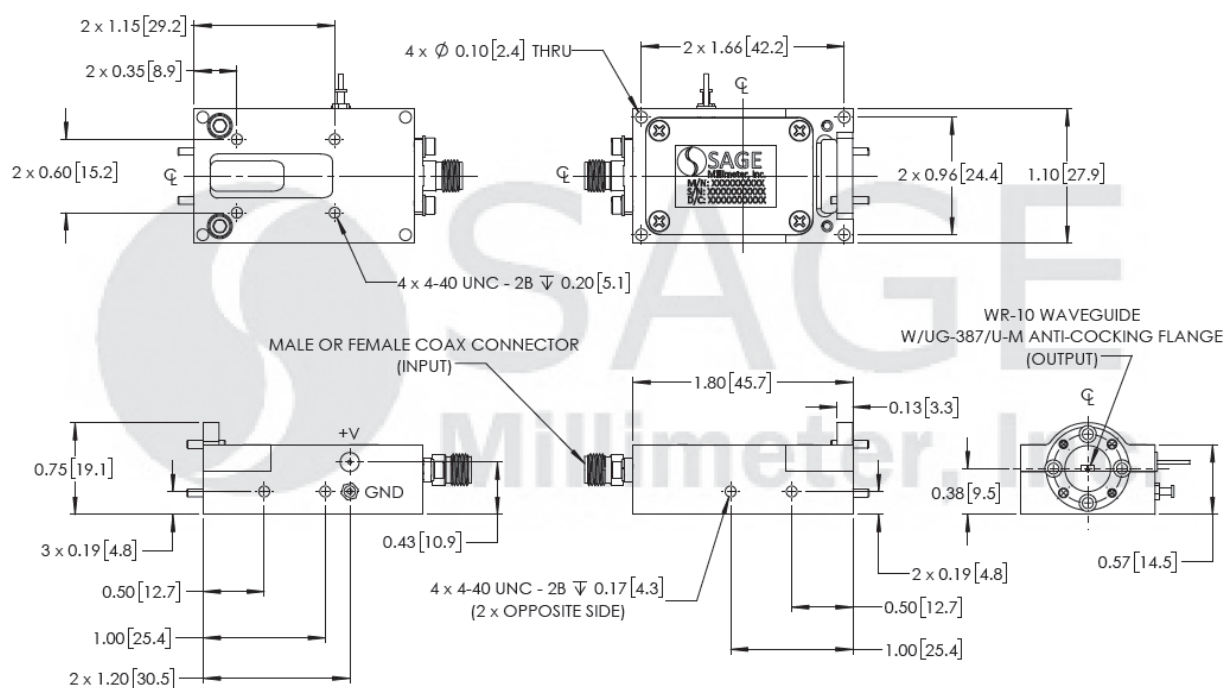 2 x 1.15[29.2]
2 x 0.35[8.9]
2 x 0.60[15.2]
℄
4 x 4-40 UNC - 2B ↧ 0.20[5.1]
4 x Ø 0.10[2.4] THRU
2 x 1.66[42.2]
℄
℄
SAGE
Millimeter, Inc.
M/N: XXXXXXXXXX
S/N: XXXXXXXXXXX
D/C: XXXXXXXXXXX
2 x 0.96[24.4]
1.10[27.9]
SAGE
Millimeter, Inc.
MALE OR FEMALE COAX CONNECTOR
(INPUT)
WR-10 WAVEGUIDE
W/UG-387/U-M ANTI-COCKING FLANGE
(OUTPUT)
℄
1.80[45.7]
0.13[3.3]
0.75[19.1]
+V
GND
0.43[10.9]
3 x 0.19[4.8]
0.50[12.7]
1.00[25.4]
2 x 1.20[30.5]
4 x 4-40 UNC - 2B ↧ 0.17[4.3]
(2 x OPPOSITE SIDE)
2 x 0.19[4.8]
0.50[12.7]
1.00[25.4]
0.38[9.5]
0.57[14.5]